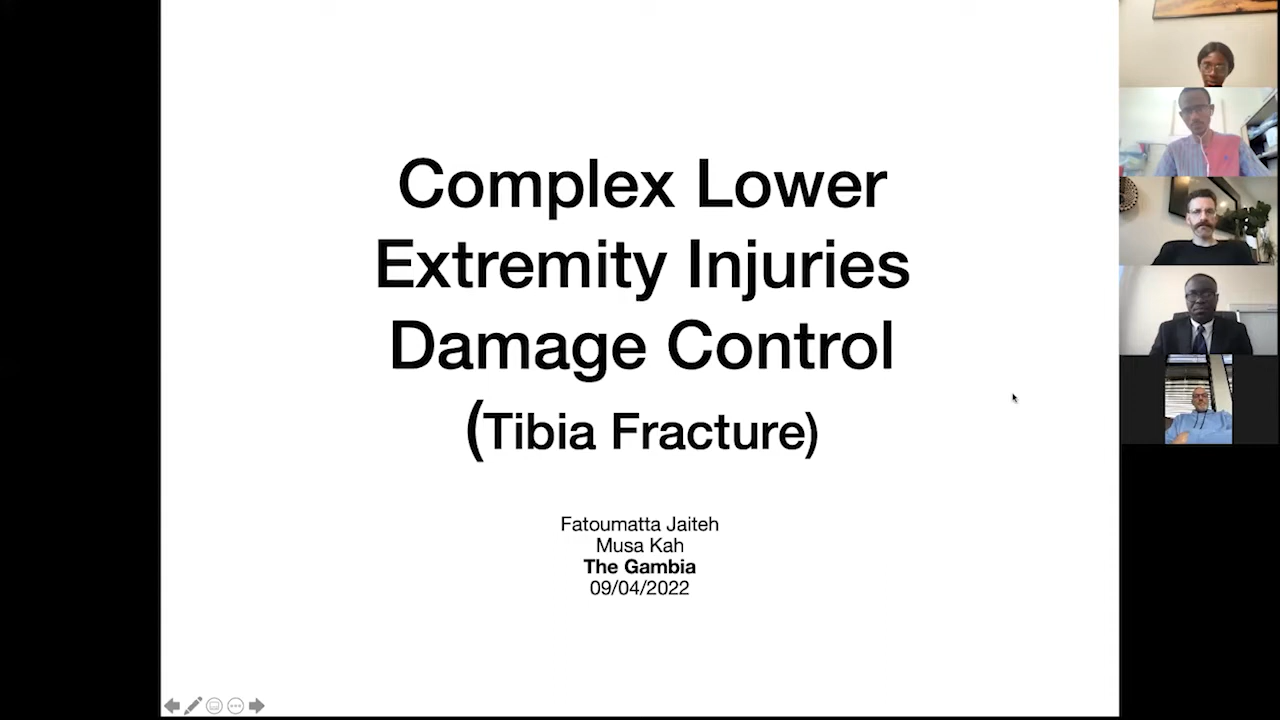 Complex Lower
Extremity Injuries
Damage Control
(Tibia Fracture)
Fatoumatta Jaiteh
Musa Kah
The Gambia
09/04/2022